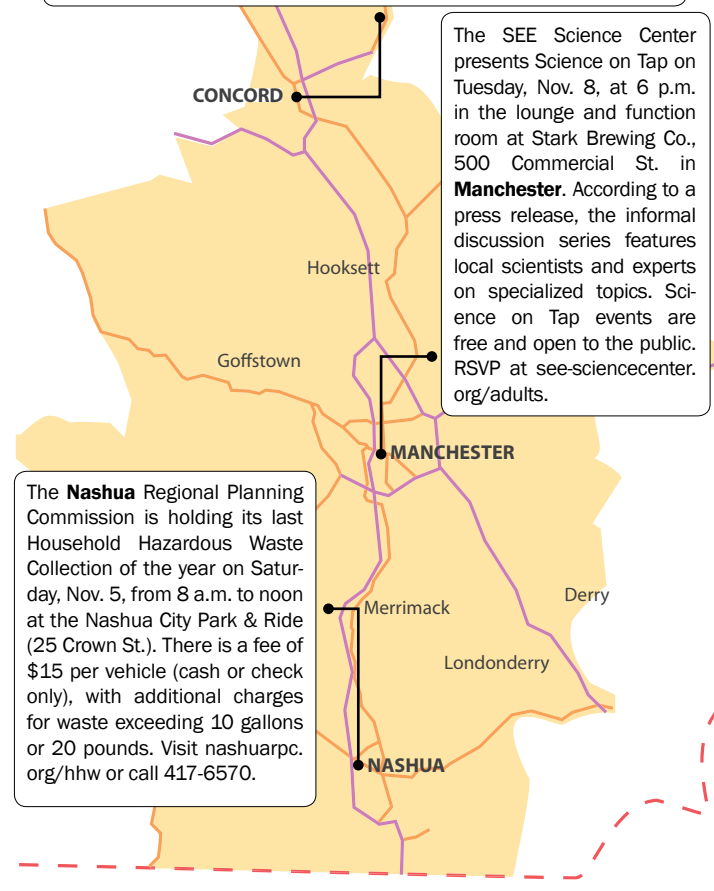 CONCORD
The SEE Science Center
presents Science on Tap on
Tuesday, Nov. 8, at 6 p.m.
in the lounge and function
room at Stark Brewing Co.,
500 Commercial St. in
Manchester. According to a
press release, the informal
discussion series features
local scientists and experts
on specialized topics. Sci-
ence on Tap events are
free and open to the public.
RSVP at see-sciencecenter.
org/adults.
Hooksett
Goffstown
MANCHESTER
The Nashua Regional Planning
Commission is holding its last
Household Hazardous Waste
Collection of the year on Satur-
day, Nov. 5, from 8 a.m. to noon
at the Nashua City Park & Ride
(25 Crown St.). There is a fee of
$15 per vehicle (cash or check
only), with additional charges
for waste exceeding 10 gallons
or 20 pounds. Visit nashuarpc.
org/hhw or call 417-6570.
Merrimack
Derry
Londonderry
NASHUA